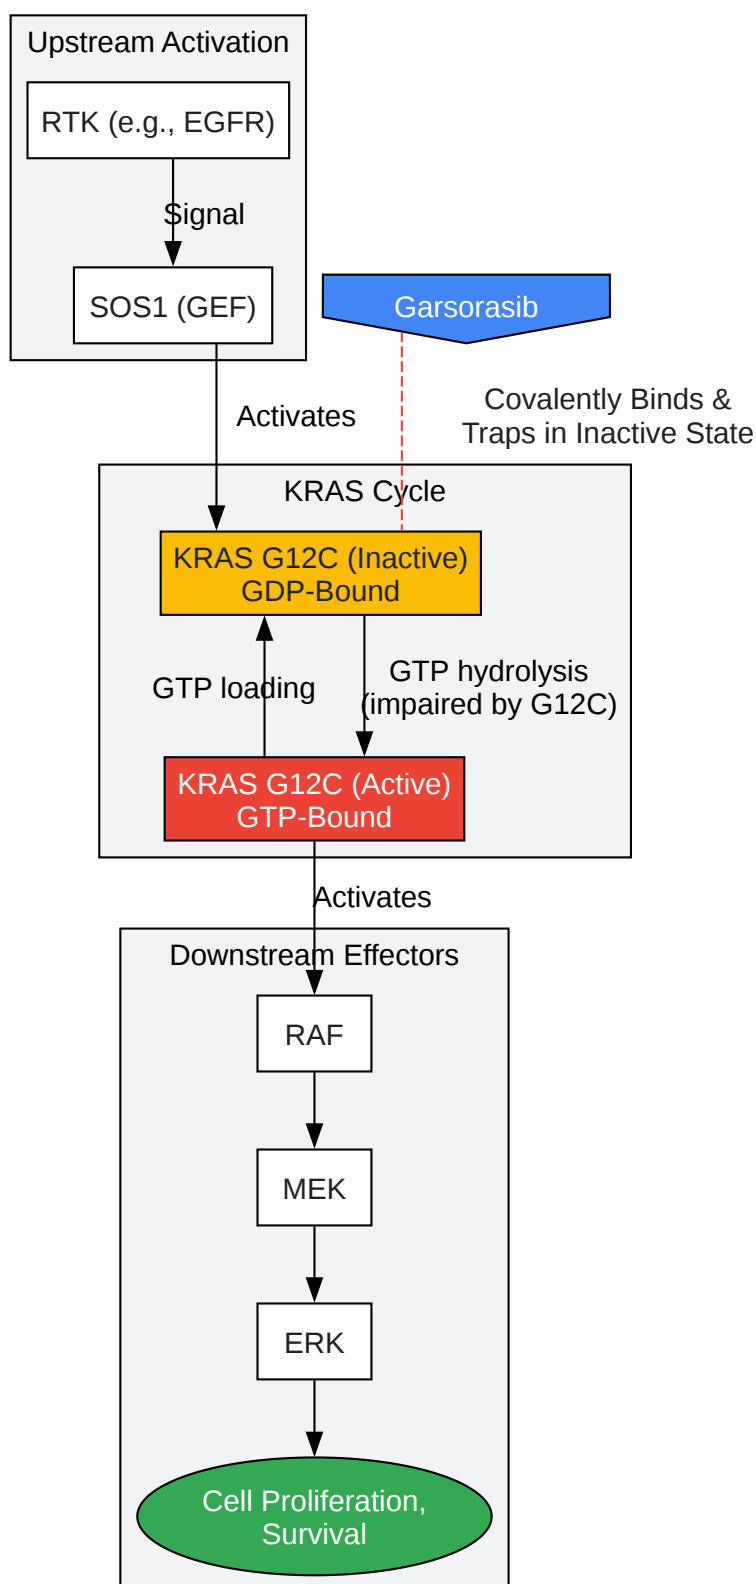 Upstream Activation
RTK (e.g., EGFR)
Signal
SOS1 (GEF)
Garsorasib
Activates
Covalently Binds &
Traps in Inactive State
KRAS Cycle
KRAS G12C (Inactive)
GDP-Bound
GTP loading
GTP hydrolysis
(impaired by G12C)
KRAS G12C (Active)
GTP-Bound
Activates
Downstream Effectors
RAF
MEK
ERK
Cell Proliferation,
Survival